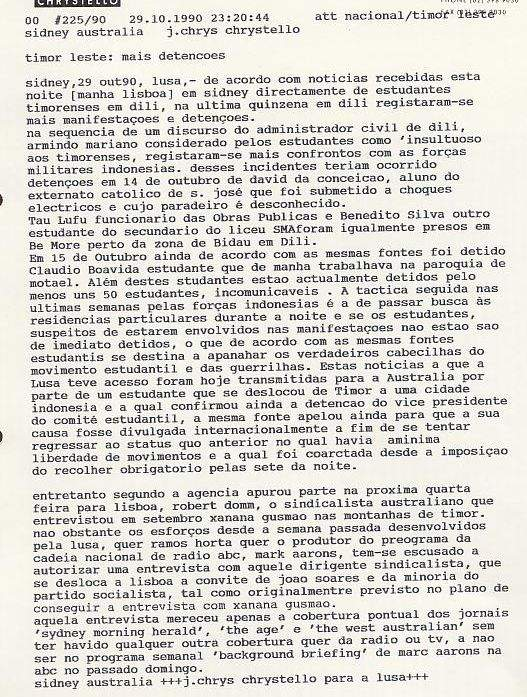 CHRYSTELLO
PHONE (02) 398 9030
FAX (02) 398 9030
00 #225/90 29.10.1990 23:20:44 att nacional/timor leste
sidney australia j.chrys chrystello
timor leste: mais detencoes
sidney,29 out90, lusa,- de acordo com noticias recebidas esta
noite [manha lisboa] em sidney directamente de estudantes
timorenses em dili, na ultima quinzena em dili registaram-se
mais manifestaçoes e detençoes.
na sequencia de um discurso do administrador civil de dili,
armindo mariano considerado pelos estudantes como 'insultuoso
aos timorenses, registaram-se mais confrontos com as forças
militares indonesias. desses incidentes teriam ocorrido
detençoes em 14 de outubro de david da conceicao, aluno do
externato catolico de s. josé que foi submetido a choques
electricos e cujo paradeiro é desconhecido.
Tau Lufu funcionario das Obras Publicas e Benedito Silva outro
estudante do secundario do liceu SMAforam igualmente presos em
Be More perto da zona de Bidau em Dili.
Em 15 de Outubro ainda de acordo com as mesmas fontes foi detido
Claudio Boavida estudante que de manha trabalhava na paroquia de
motael. Além destes studantes estao actualmente detidos pelo
menos uns 50 estudantes, incomunicaveis . A tactica seguida nas
ultimas semanas pelas forças indonesias é a de passar busca às
residencias particulares durante a noite e se os estudantes,
suspeitos de estarem envolvidos nas manifestaçoes nao estao sao
de imediato detidos, o que de acordo com as mesmas fontes
estudantis se destina a apanahar os verdadeiros cabecilhas do
movimento estudantil e das guerrilhas. Estas noticias a que a
Lusa teve acesso foram hoje transmitidas para a Australia por
parte de um estudante que se deslocou de Timor a uma cidade
indonesia e a qual confirmou ainda a detencao do vice presidente
do comité estudantil, a mesma fonte apelou ainda para que a sua
causa fosse divulgada internacionalmente a fim de se tentar
regressar ao status quo anterior no qual havia aminima
liberdade de movimentos e a qual foi coarctada desde a imposiçao
do recolher obrigatorio pelas sete da noite.
entretanto segundo a agencia apurou parte na proxima quarta
feira para lisboa, robert domm, o sindicalista australiano que
entrevistou em setembro xanana gusmao nas montanhas de timor.
nao obstante os esforços desde a semana passada desenvolvidos
pela lusa, quer ramos horta quer o produtor do preograma da
cadeia nacional de radio abc, mark aarons, tem-se escusado a
autorizar uma entrevista com aquele dirigente sindicalista, que
se desloca a lisboa a convite de joao soares e da minoria do
partido socialista, tal como originalmentre previsto no plano de
conseguir a entrevista com xanana gusmao.
aquela entrevista mereceu apenas a cobertura pontual dos jornais
'sydney morning herald', 'the age' e 'the west australian' sem
ter havido qualquer outra cobertura quer da radio ou tv, a nao
ser no programa semanal 'background briefing' de marc aarons na
abc no passado domingo.
sidney australia +++j.chrys chrystello para a lusa+++